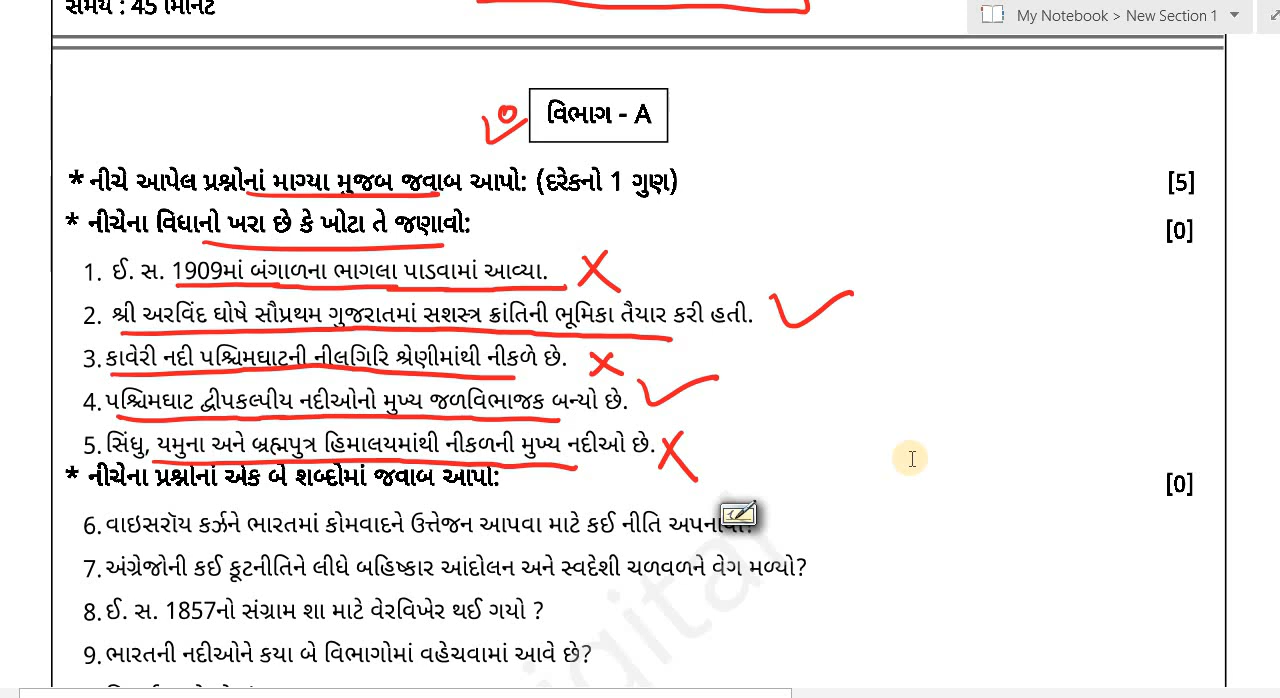 સમય : 45 મિનિટ
My Notebook > New Section 1
વિભાગ - A
* નીચે આપેલ પ્રશ્નોનાં માગ્યા મુજબ જવાબ આપો: (દરેકનો 1 ગુણ) [5]
* નીચેના વિધાનો ખરા છે કે ખોટા તે જણાવો: [0]
1. ઈ. સ. 1909માં બંગાળના ભાગલા પાડવામાં આવ્યા.
2. શ્રી અરવિંદ ઘોષે સૌપ્રથમ ગુજરાતમાં સશસ્ત્ર ક્રાંતિની ભૂમિકા તૈયાર કરી હતી.
3. કાવેરી નદી પશ્ચિમઘાટની નીલગિરિ શ્રેણીમાંથી નીકળે છે.
4. પશ્ચિમઘાટ દ્વીપકલ્પીય નદીઓનો મુખ્ય જળવિભાજક બન્યો છે.
5. સિંધુ, યમુના અને બ્રહ્મપુત્ર હિમાલયમાંથી નીકળની મુખ્ય નદીઓ છે.
* નીચેના પ્રશ્નોનાં એક બે શબ્દોમાં જવાબ આપો: [0]
6. વાઇસરૉય કર્ઝને ભારતમાં કોમવાદને ઉત્તેજન આપવા માટે કઈ નીતિ
7. અંગ્રેજોની કઈ કૂટનીતિને લીધે બહિષ્કાર આંદોલન અને સ્વદેશી ચળવળને વેગ મળ્યો?
8. ઈ. સ. 1857નો સંગ્રામ શા માટે વેરવિખેર થઈ ગયો ?
9. ભારતની નદીઓને કયા બે વિભાગોમાં વહેચવામાં આવે છે?